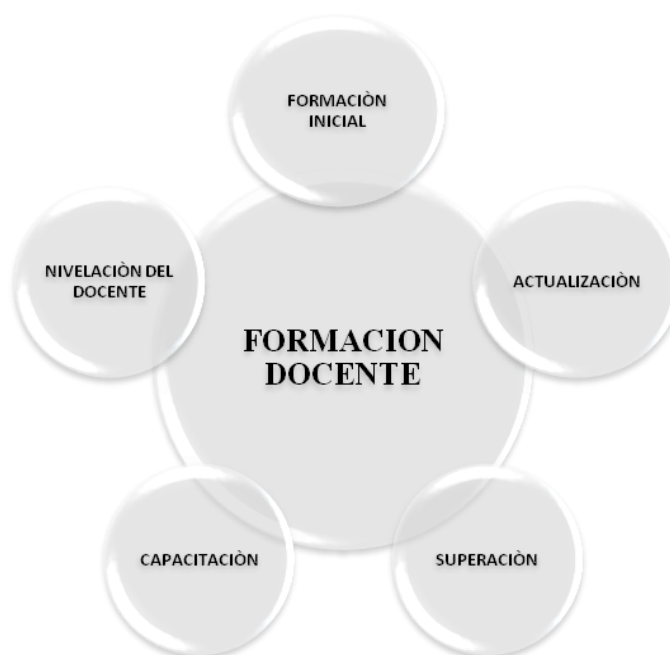 FORMACIÒN
INICIAL
NIVELACIÒN DEL
DOCENTE
ACTUALIZACIÒN
FORMACION
DOCENTE
CAPACITACIÒN
SUPERACIÒN